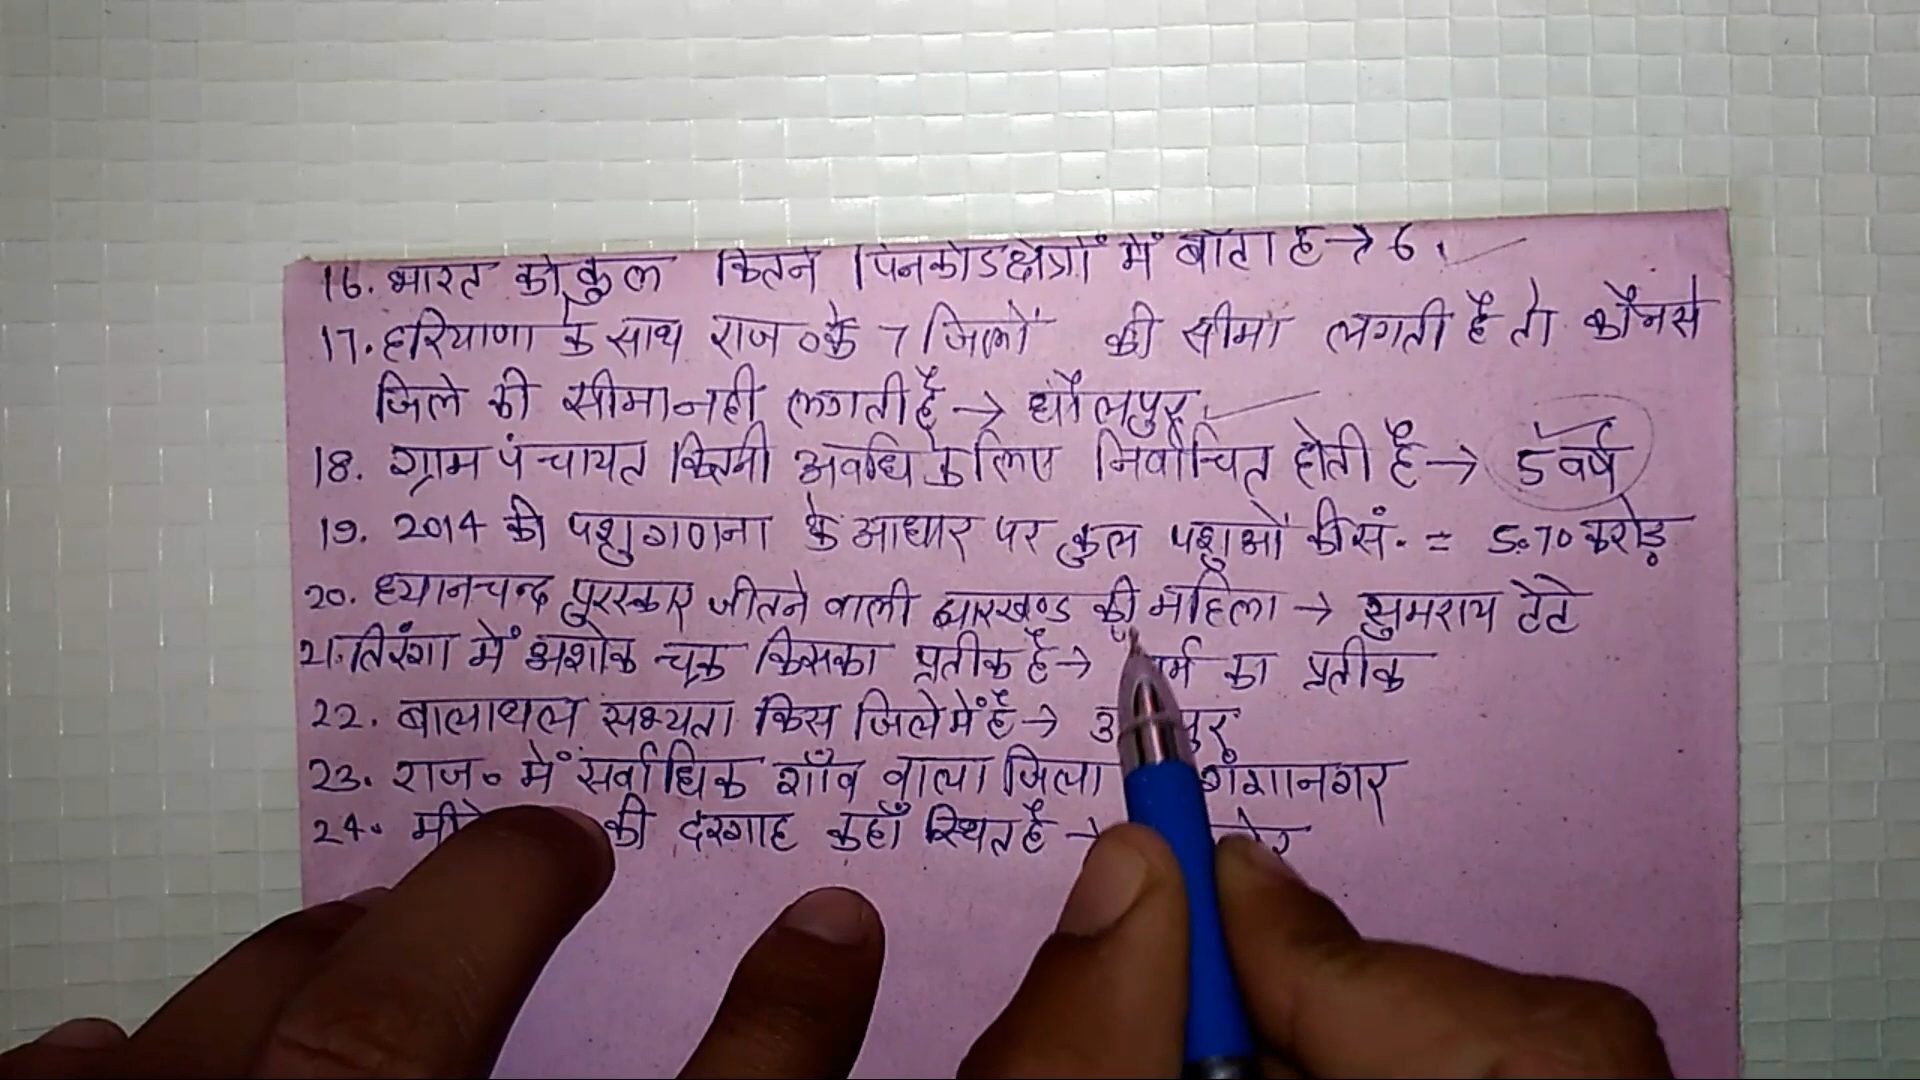 16. भारत को कुल कितने पिनकोड क्षेत्रों में बाँटा है → 6.
17. हरियाणा के साथ राज० के 7 जिलों की सीमा लगती है तो कौनसे
जिले की सीमा नही लगती है → धौलपुर
18. ग्राम पंचायत कितनी अवधि के लिए निर्वाचित होती है → 5 वर्ष
19. 2014 की पशुगणना के आधार पर कुल पशुओं की सं. = 5.70 करोड़
20. ध्यानचन्द पुरस्कार जीतने वाली झारखण्ड की महिला → सुमराय टेटे
21. तिरंगा में अशोक चक्र किसका प्रतीक है → का प्रतीक
22. बालाथल सभ्यता किस जिले में है →
23. राज० में सर्वाधिक गाँव वाला जिला गंगानगर
24. की दरगाह कहाँ स्थित है →